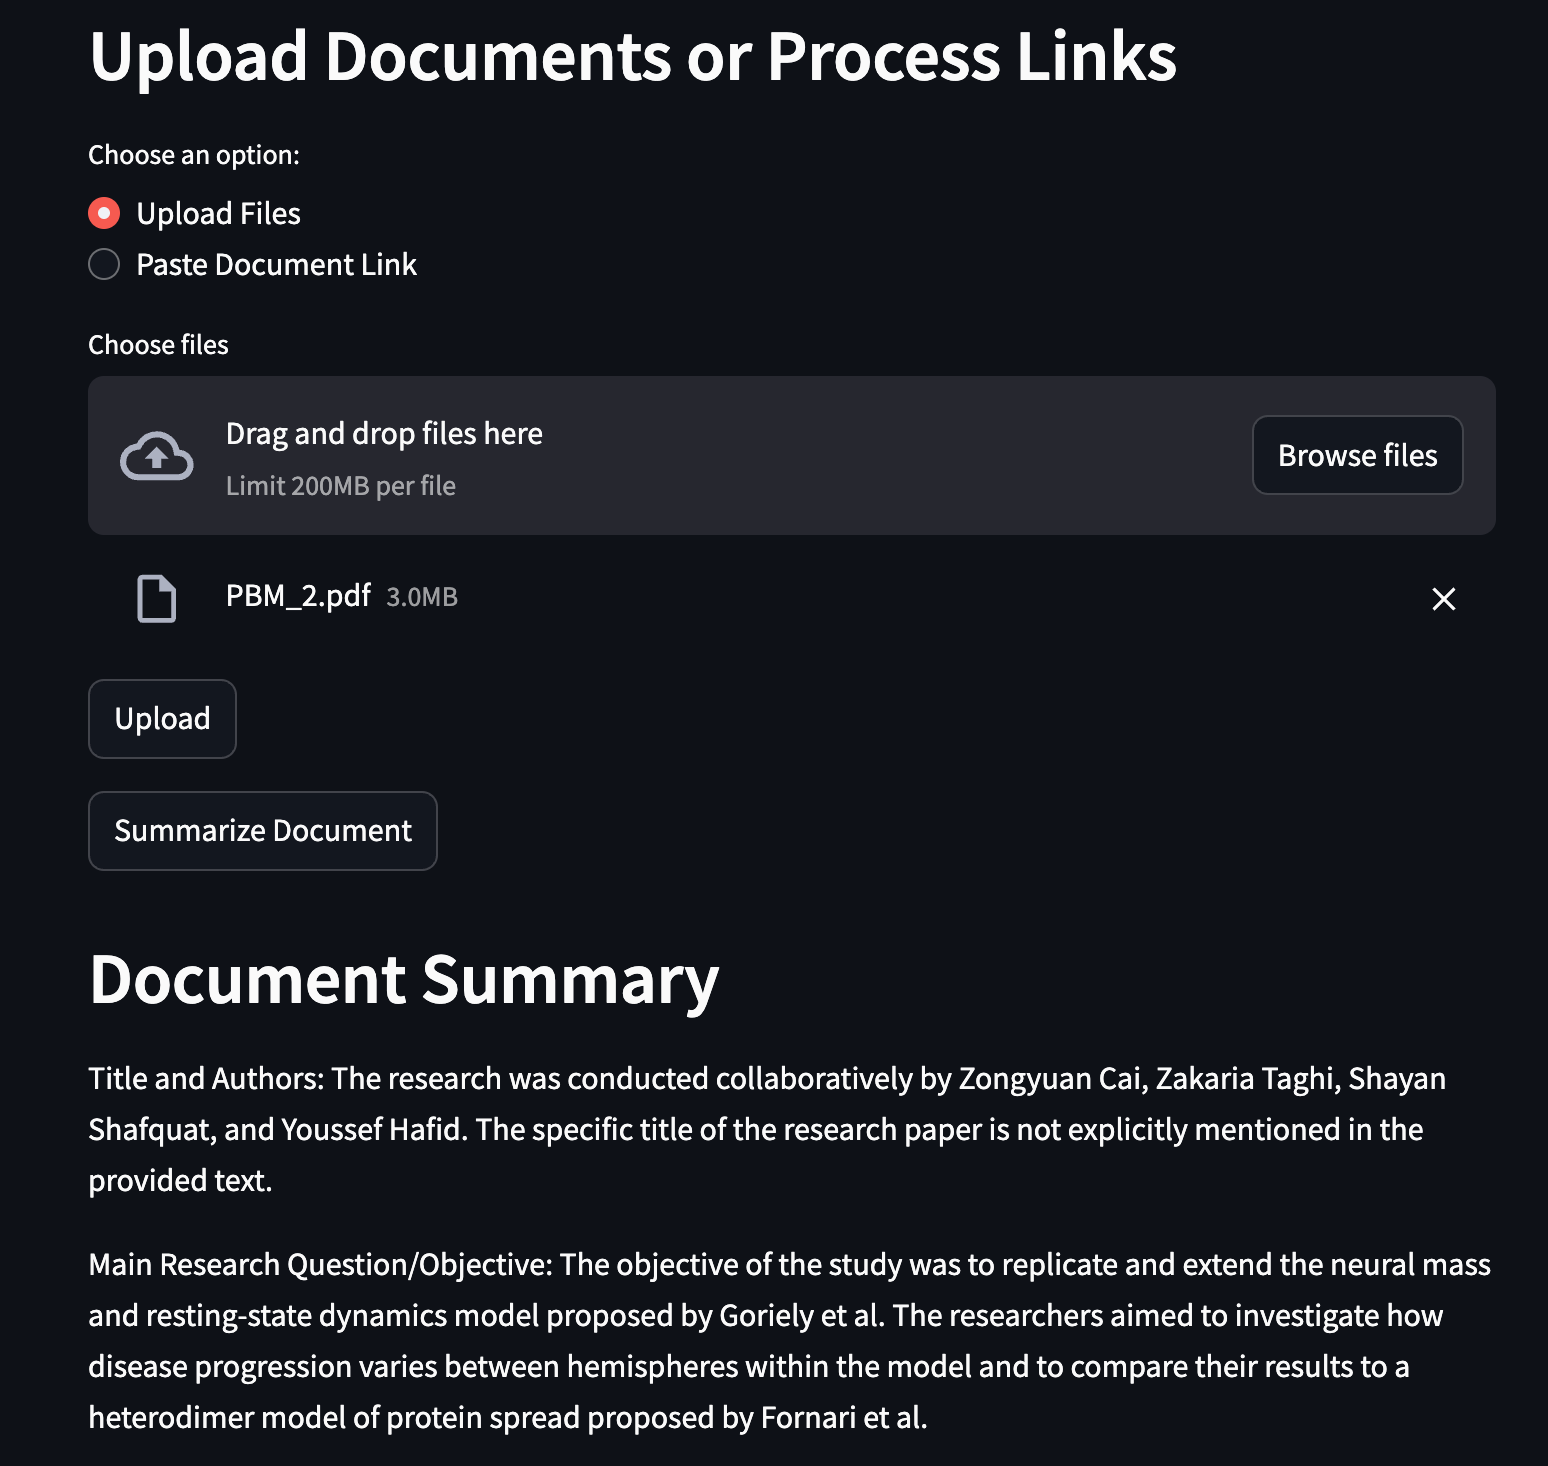 Upload Documents or Process Links
Choose an option:
Upload Files
Paste Document Link
Choose files
Drag and drop files here
Limit 200MB per file
Browse files
PBM_2.pdf 3.0MB
Upload
Summarize Document
Document Summary
Title and Authors: The research was conducted collaboratively by Zongyuan Cai, Zakaria Taghi, Shayan
Shafquat, and Youssef Hafid. The specific title of the research paper is not explicitly mentioned in the
provided text.
Main Research Question/Objective: The objective of the study was to replicate and extend the neural mass
and resting-state dynamics model proposed by Goriely et al. The researchers aimed to investigate how
disease progression varies between hemispheres within the model and to compare their results to a
heterodimer model of protein spread proposed by Fornari et al.